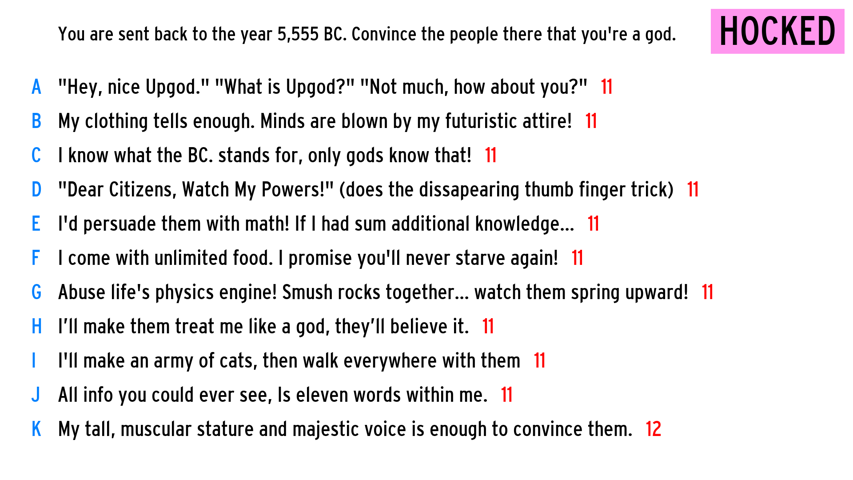 You are sent back to the year 5,555 BC. Convince the people there that you're a god.
HOCKED
A "Hey, nice Upgod." "What is Upgod?" "Not much, how about you?" 11
B My clothing tells enough. Minds are blown by my futuristic attire! 11
C I know what the BC. stands for, only gods know that! 11
D "Dear Citizens, Watch My Powers!" (does the dissapearing thumb finger trick) 11
E I'd persuade them with math! If I had sum additional knowledge... 11
F I come with unlimited food. I promise you'll never starve again! 11
G Abuse life's physics engine! Smush rocks together... watch them spring upward! 11
H I’ll make them treat me like a god, they’ll believe it. 11
I I'll make an army of cats, then walk everywhere with them 11
J All info you could ever see, Is eleven words within me. 11
K My tall, muscular stature and majestic voice is enough to convince them. 12